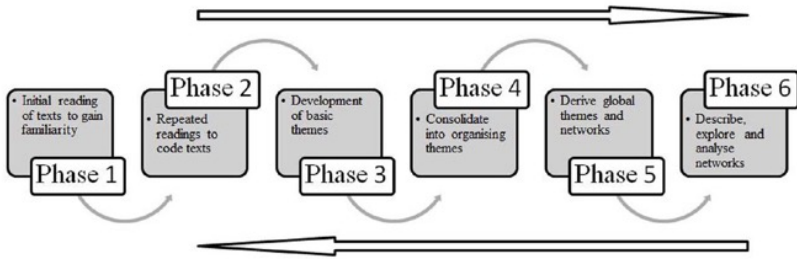 • Initial reading
of texts to gain
familiarity
Phase 1
Phase 2
• Repeated
readings to
code texts
• Development
of basic
themes
Phase 3
Phase 4
• Consolidate
into organising
themes
• Derive global
themes and
networks
Phase 5
Phase 6
• Describe,
explore and
analyse
networks